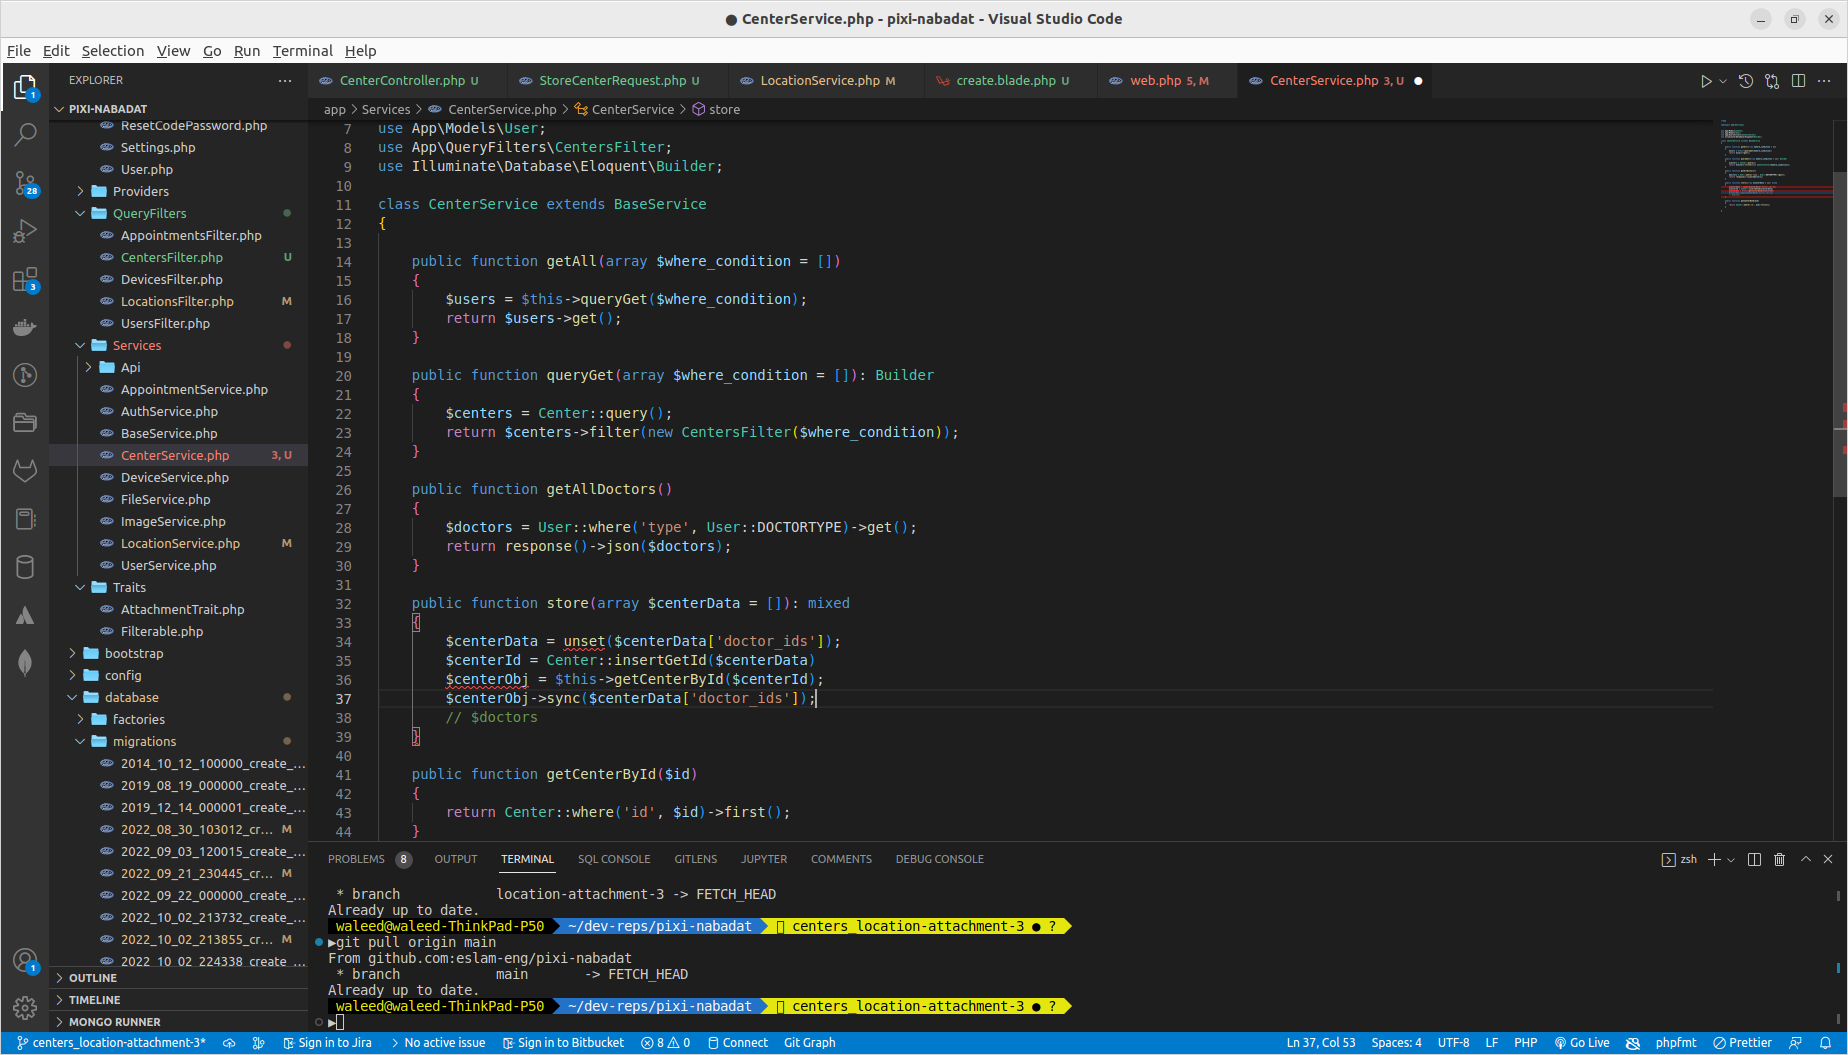 ● CenterService.php - pixi-nabadat - Visual Studio Code
File Edit Selection View Go Run Terminal Help
EXPLORER
PIXI-NABADAT
ResetCodePassword.php
Settings.php
User.php
Providers
QueryFilters
AppointmentsFilter.php
CentersFilter.php U
DevicesFilter.php
LocationsFilter.php M
UsersFilter.php
Services
Api
AppointmentService.php
AuthService.php
BaseService.php
CenterService.php 3, U
DeviceService.php
FileService.php
ImageService.php
LocationService.php M
UserService.php
Traits
AttachmentTrait.php
Filterable.php
bootstrap
config
database
factories
migrations
2014_10_12_100000_create_...
2019_08_19_000000_create_...
2019_12_14_000001_create_...
2022_08_30_103012_cr... M
2022_09_03_120015_create_...
2022_09_21_230445_cr... M
2022_09_22_000000_create_...
2022_10_02_213732_create_...
2022_10_02_213855_cr... M
2022_10_02_224338_create_...
OUTLINE
TIMELINE
MONGO RUNNER
1
28
3
1
CenterController.php U StoreCenterRequest.php U LocationService.php M create.blade.php U web.php 5, M CenterService.php 3, U
app > Services > CenterService.php > CenterService > store
7 use App\Models\User;
8 use App\QueryFilters\CentersFilter;
9 use Illuminate\Database\Eloquent\Builder;
10
11 class CenterService extends BaseService
12 {
13
14 public function getAll(array $where_condition = [])
15 {
16 $users = $this->queryGet($where_condition);
17 return $users->get();
18 }
19
20 public function queryGet(array $where_condition = []): Builder
21 {
22 $centers = Center::query();
23 return $centers->filter(new CentersFilter($where_condition));
24 }
25
26 public function getAllDoctors()
27 {
28 $doctors = User::where('type', User::DOCTORTYPE)->get();
29 return response()->json($doctors);
30 }
31
32 public function store(array $centerData = []): mixed
33 {
34 $centerData = unset($centerData['doctor_ids']);
35 $centerId = Center::insertGetId($centerData)
36 $centerObj = $this->getCenterById($centerId);
37 $centerObj->sync($centerData['doctor_ids']);
38 // $doctors
39 }
40
41 public function getCenterById($id)
42 {
43 return Center::where('id', $id)->first();
44 }
PROBLEMS 8 OUTPUT TERMINAL SQL CONSOLE GITLENS JUPYTER COMMENTS DEBUG CONSOLE zsh
* branch location-attachment-3 -> FETCH_HEAD
Already up to date.
waleed@waleed-ThinkPad-P50 ~/dev-reps/pixi-nabadat centers_location-attachment-3 ● ?
▶git pull origin main
From github.com:eslam-eng/pixi-nabadat
* branch main -> FETCH_HEAD
Already up to date.
waleed@waleed-ThinkPad-P50 ~/dev-reps/pixi-nabadat centers_location-attachment-3 ● ?
▶
centers_location-attachment-3* Sign in to Jira No active issue Sign in to Bitbucket 8 0 Connect Git Graph Ln 37, Col 53 Spaces: 4 UTF-8 LF PHP Go Live phpfmt Prettier